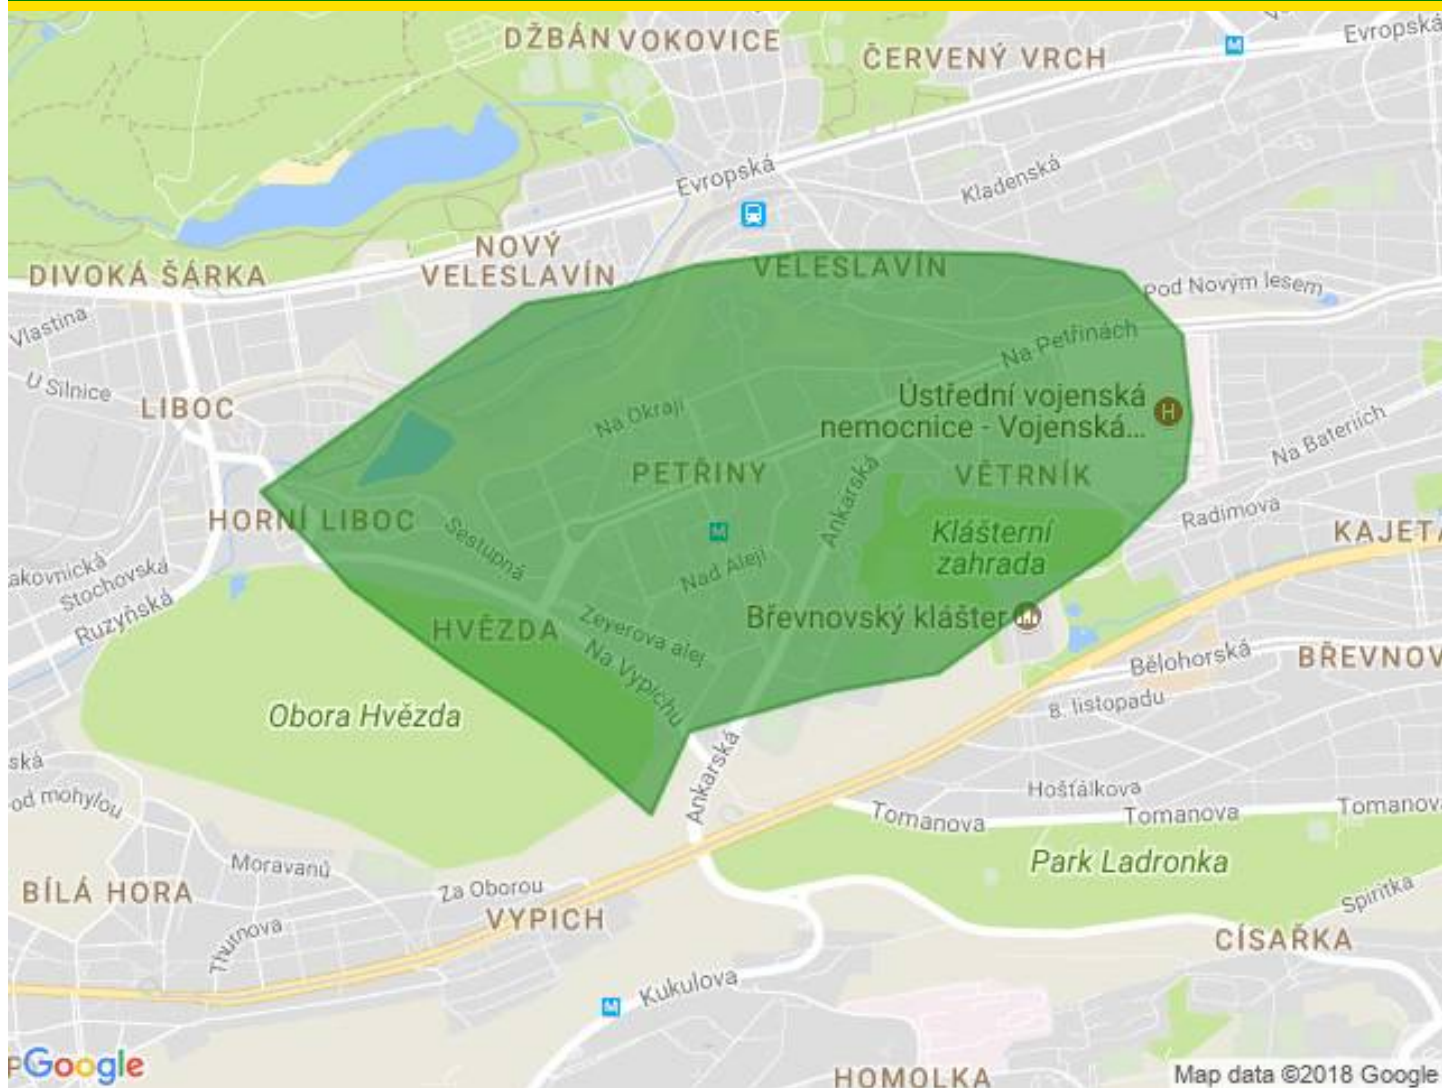 DŽBÁN
VOKOVICE
Evropská
ČERVENÝ VRCH
Evropská
Kladenská
NOVÝ
VELESLAVÍN
VELESLAVÍN
DIVOKÁ ŠÁRKA
Pod Novým lesem
Vlastina
Na Petřinách
U Silnice
LIBOC
Na Okraji
Ústřední vojenská
nemocnice - Vojenská...
H
Na Bateriích
PETŘINY
VĚTRNÍK
Ankarská
HORNÍ LIBOC
Sestupná
M
Klášterní
zahrada
Radimova
KAJETÁ
akovnická
Stochovská
Nad Alejí
Ruzyňská
HVĚZDA
Zeyerova alej
Břevnovský klášter
Na Vypichu
Bělohorská
BŘEVNOV
Obora Hvězda
8. listopadu
ská
od mohylou
Ankarská
Hošťálkova
Tomanova
Tomanova
Tomanova
Moravanů
Park Ladronka
BÍLÁ HORA
Za Oborou
VYPICH
Spiritka
Thurnova
CÍSAŘKA
M
Kukulova
Google
HOMOLKA
Map data ©2018 Google